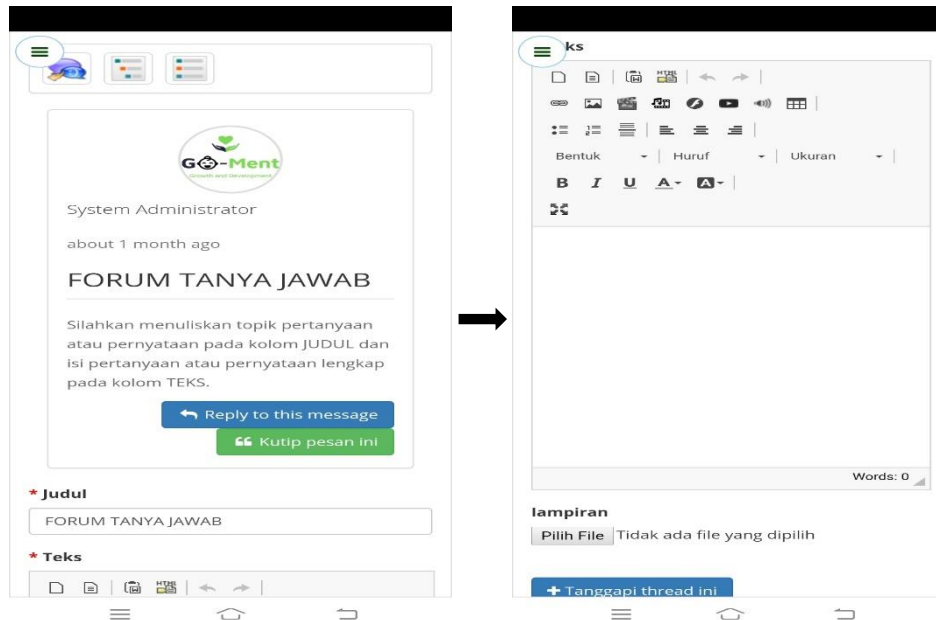 GO-Ment
Growth and Development
System Administrator
about 1 month ago
FORUM TANYA JAWAB
Silahkan menuliskan topik pertanyaan
atau pernyataan pada kolom JUDUL dan
isi pertanyaan atau pernyataan lengkap
pada kolom TEKS.
Reply to this message
Kutip pesan ini
* Judul
FORUM TANYA JAWAB
* Teks
HTML
ks
HTML
Bentuk Huruf Ukuran
B I U A A
Words: 0
lampiran
Pilih File Tidak ada file yang dipilih
+ Tanggapi thread ini